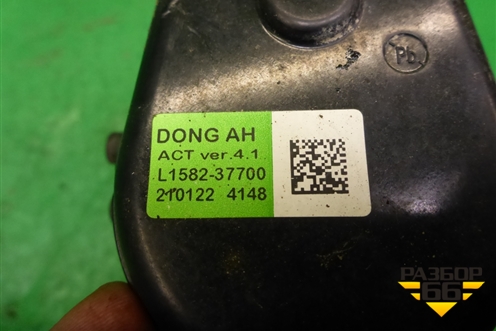 Pb
DONG AH
ACT ver.4.1
L1582-37700
210122 4148
РАЗБОР
66